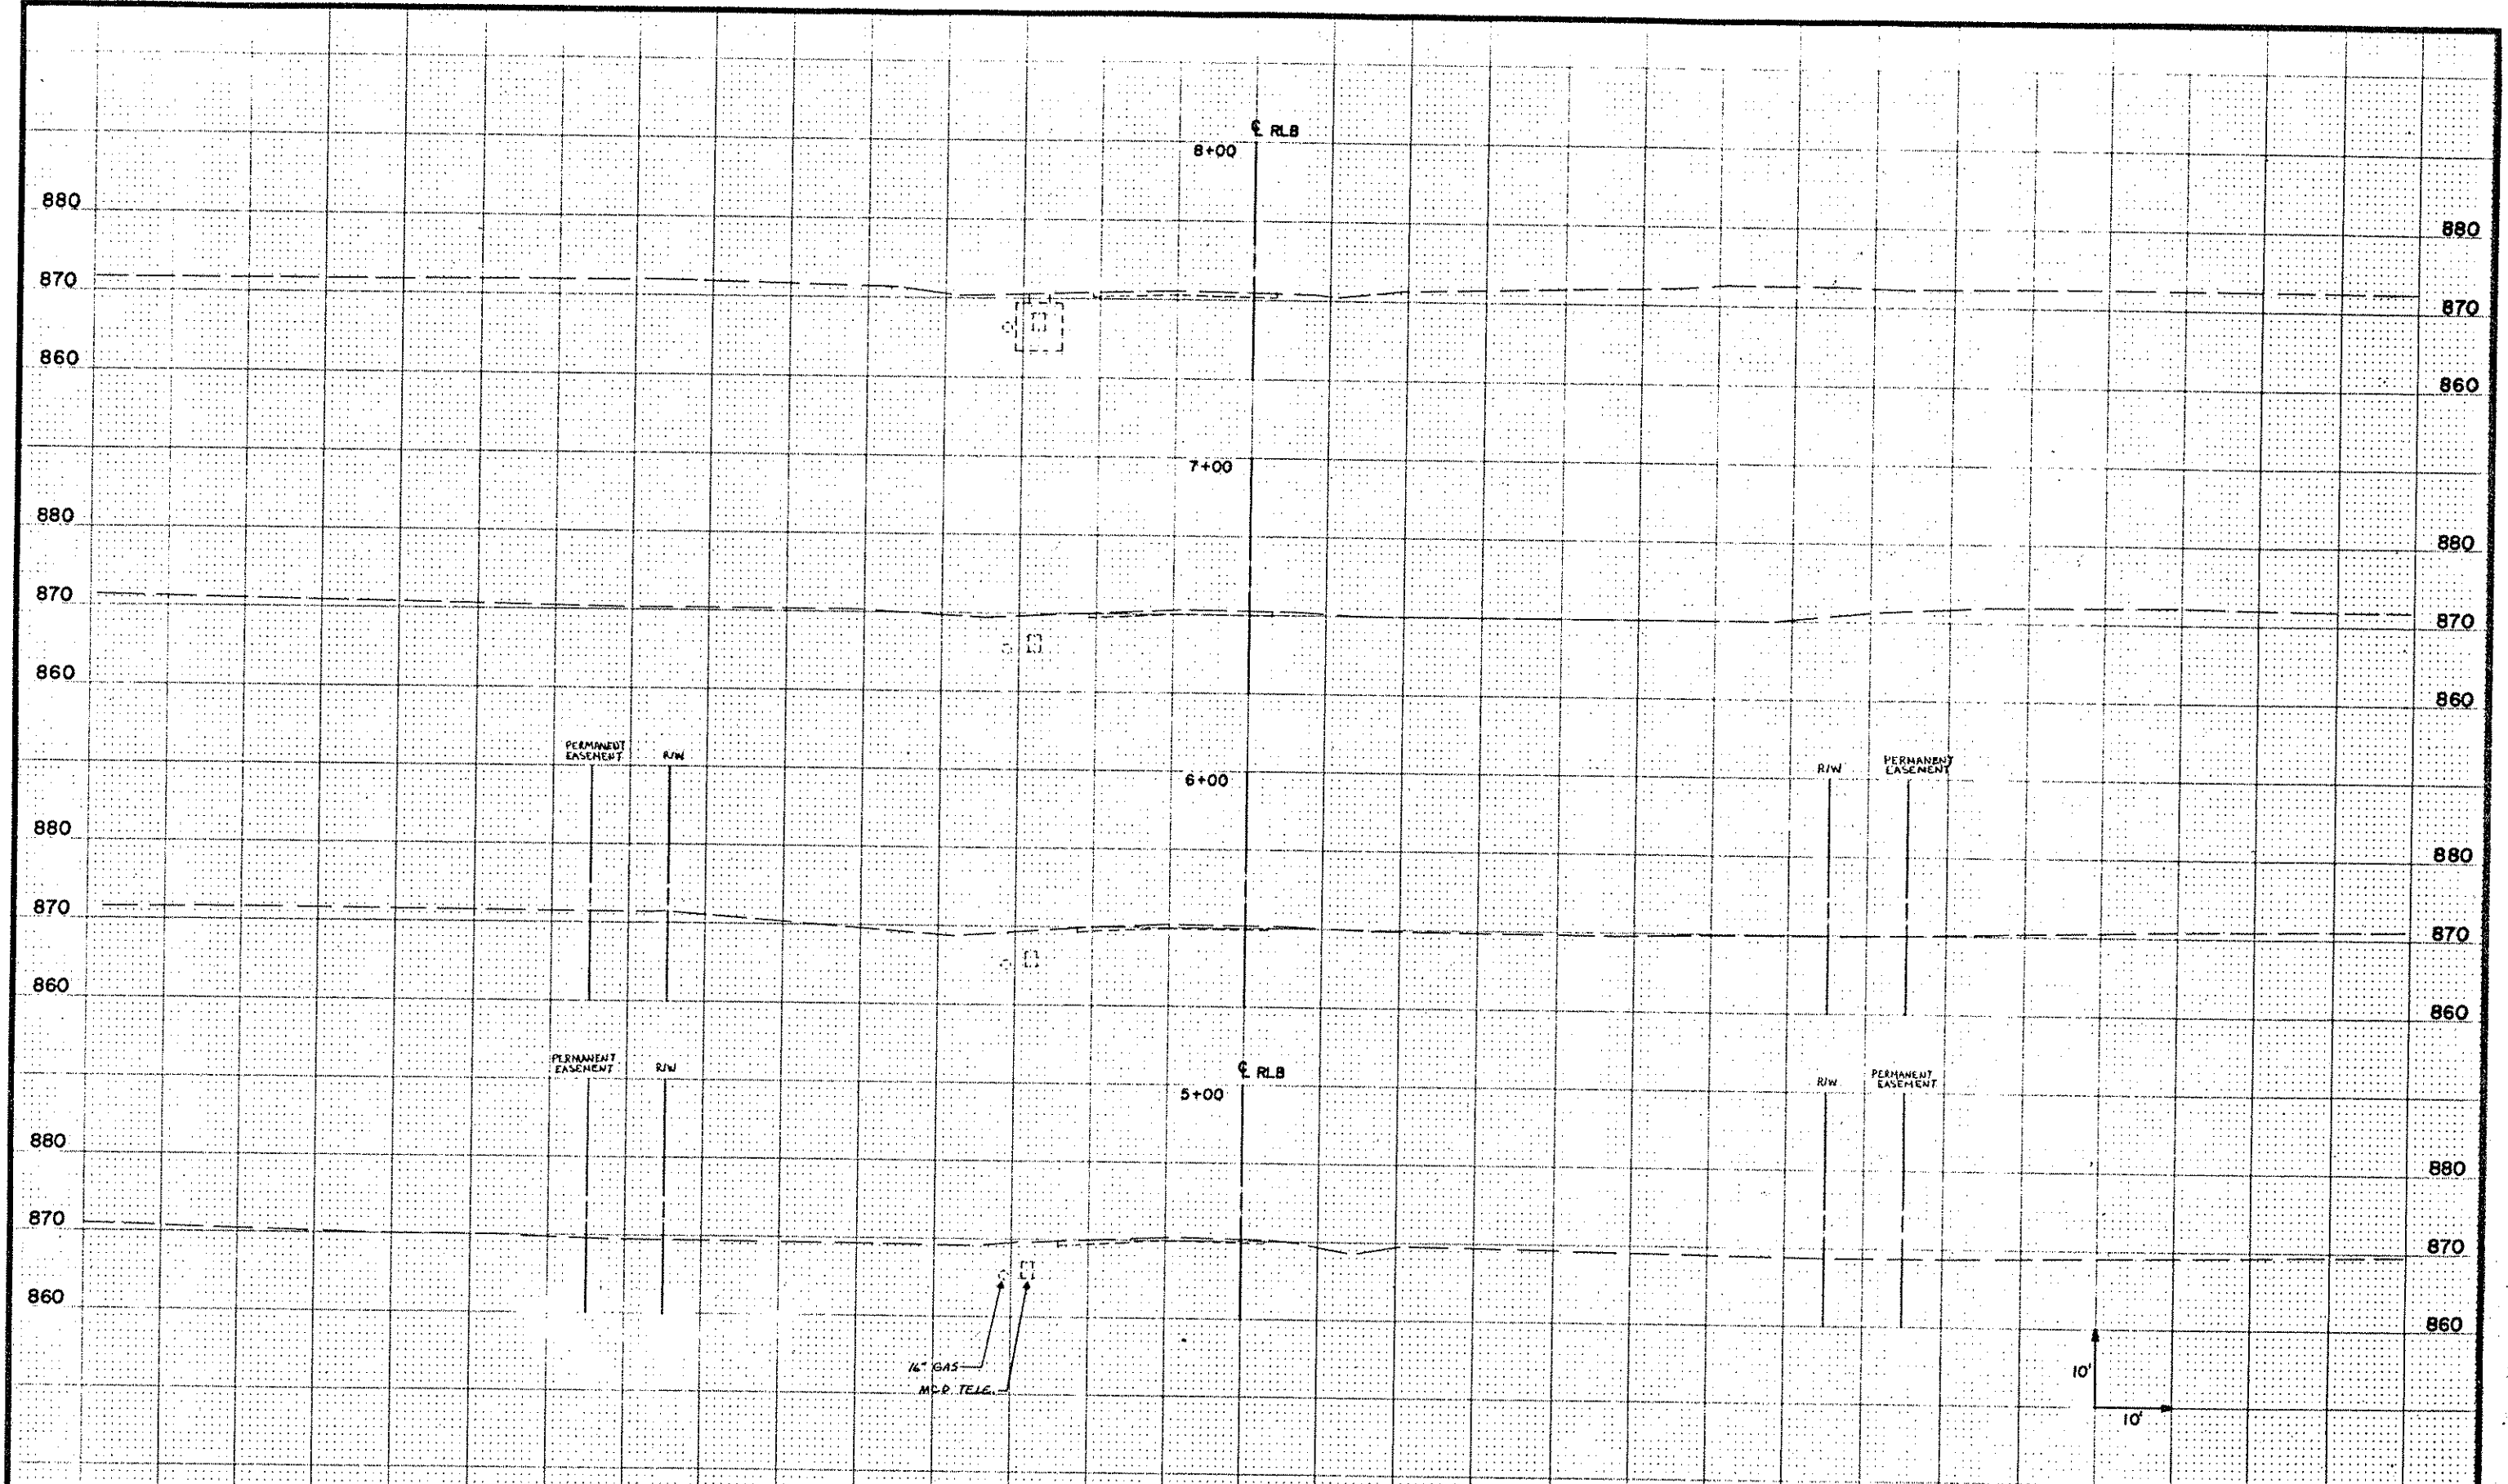 ℄ RLB
8+00
880 880
870 870
860 860
7+00
880 880
870 870
860 860
PERMANENT
EASEMENT
R/W
6+00
R/W
PERMANENT
EASEMENT
880 880
870 870
860 860
PERMANENT
EASEMENT
R/W
℄ RLB
5+00
R/W
PERMANENT
EASEMENT
880 880
870 870
860 860
16" GAS
M.C.D. TELE.
10'
10'